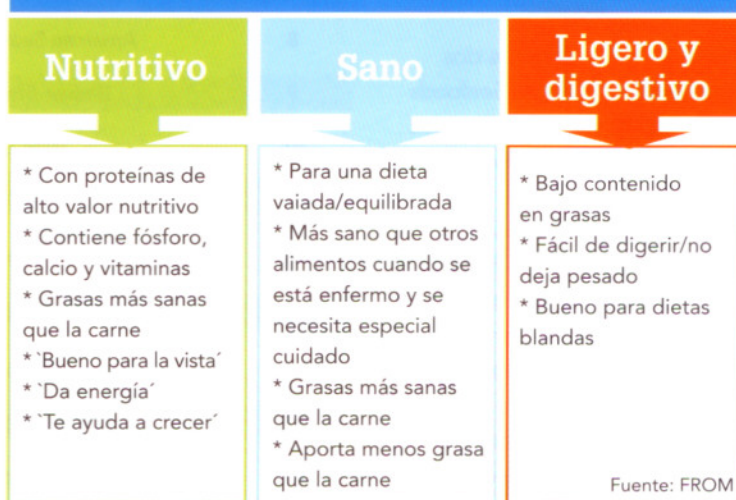 Nutritivo
* Con proteínas de
alto valor nutritivo
* Contiene fósforo,
calcio y vitaminas
* Grasas más sanas
que la carne
* `Bueno para la vista´
* `Da energía´
* `Te ayuda a crecer´
Sano
* Para una dieta
vaiada/equilibrada
* Más sano que otros
alimentos cuando se
está enfermo y se
necesita especial
cuidado
* Grasas más sanas
que la carne
* Aporta menos grasa
que la carne
Ligero y
digestivo
* Bajo contenido
en grasas
* Fácil de digerir/no
deja pesado
* Bueno para dietas
blandas
Fuente: FROM